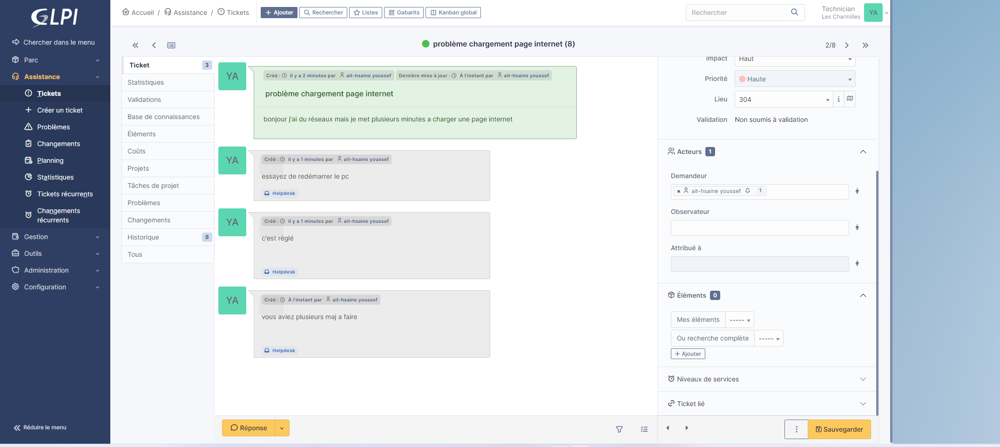 GLPI
Chercher dans le menu
Parc
Assistance
Tickets
Créer un ticket
Problèmes
Changements
Planning
Statistiques
Tickets récurrents
Changements
récurrents
Gestion
Outils
Administration
Configuration
Réduire le menu
Accueil / Assistance / Tickets
+ Ajouter
Rechercher
Listes
Gabarits
Kanban global
Rechercher
Technician
Les Charmilles
YA
problème chargement page internet (8)
2/8
Ticket 3
Statistiques
Validations
Base de connaissances
Éléments
Coûts
Projets
Tâches de projet
Problèmes
Changements
Historique 8
Tous
YA
Créé : il y a 2 minutes par ait-hsaine youssef Dernière mise à jour : À l'instant par ait-hsaine youssef
problème chargement page internet
bonjour j'ai du réseaux mais je met plusieurs minutes a charger une page internet
YA
Créé : il y a 1 minutes par ait-hsaine youssef
essayez de redémarrer le pc
Helpdesk
YA
Créé : il y a 1 minutes par ait-hsaine youssef
c'est réglé
Helpdesk
YA
Créé : À l'instant par ait-hsaine youssef
vous aviez plusieurs maj a faire
Helpdesk
Réponse
Impact Haut
Priorité Haute
Lieu 304 i
Validation Non soumis à validation
Acteurs 1
Demandeur
× ait-hsaine youssef 1
Observateur
Attribué à
Éléments 0
Mes éléments -----
Ou recherche complète -----
+ Ajouter
Niveaux de services
Ticket lié
Sauvegarder